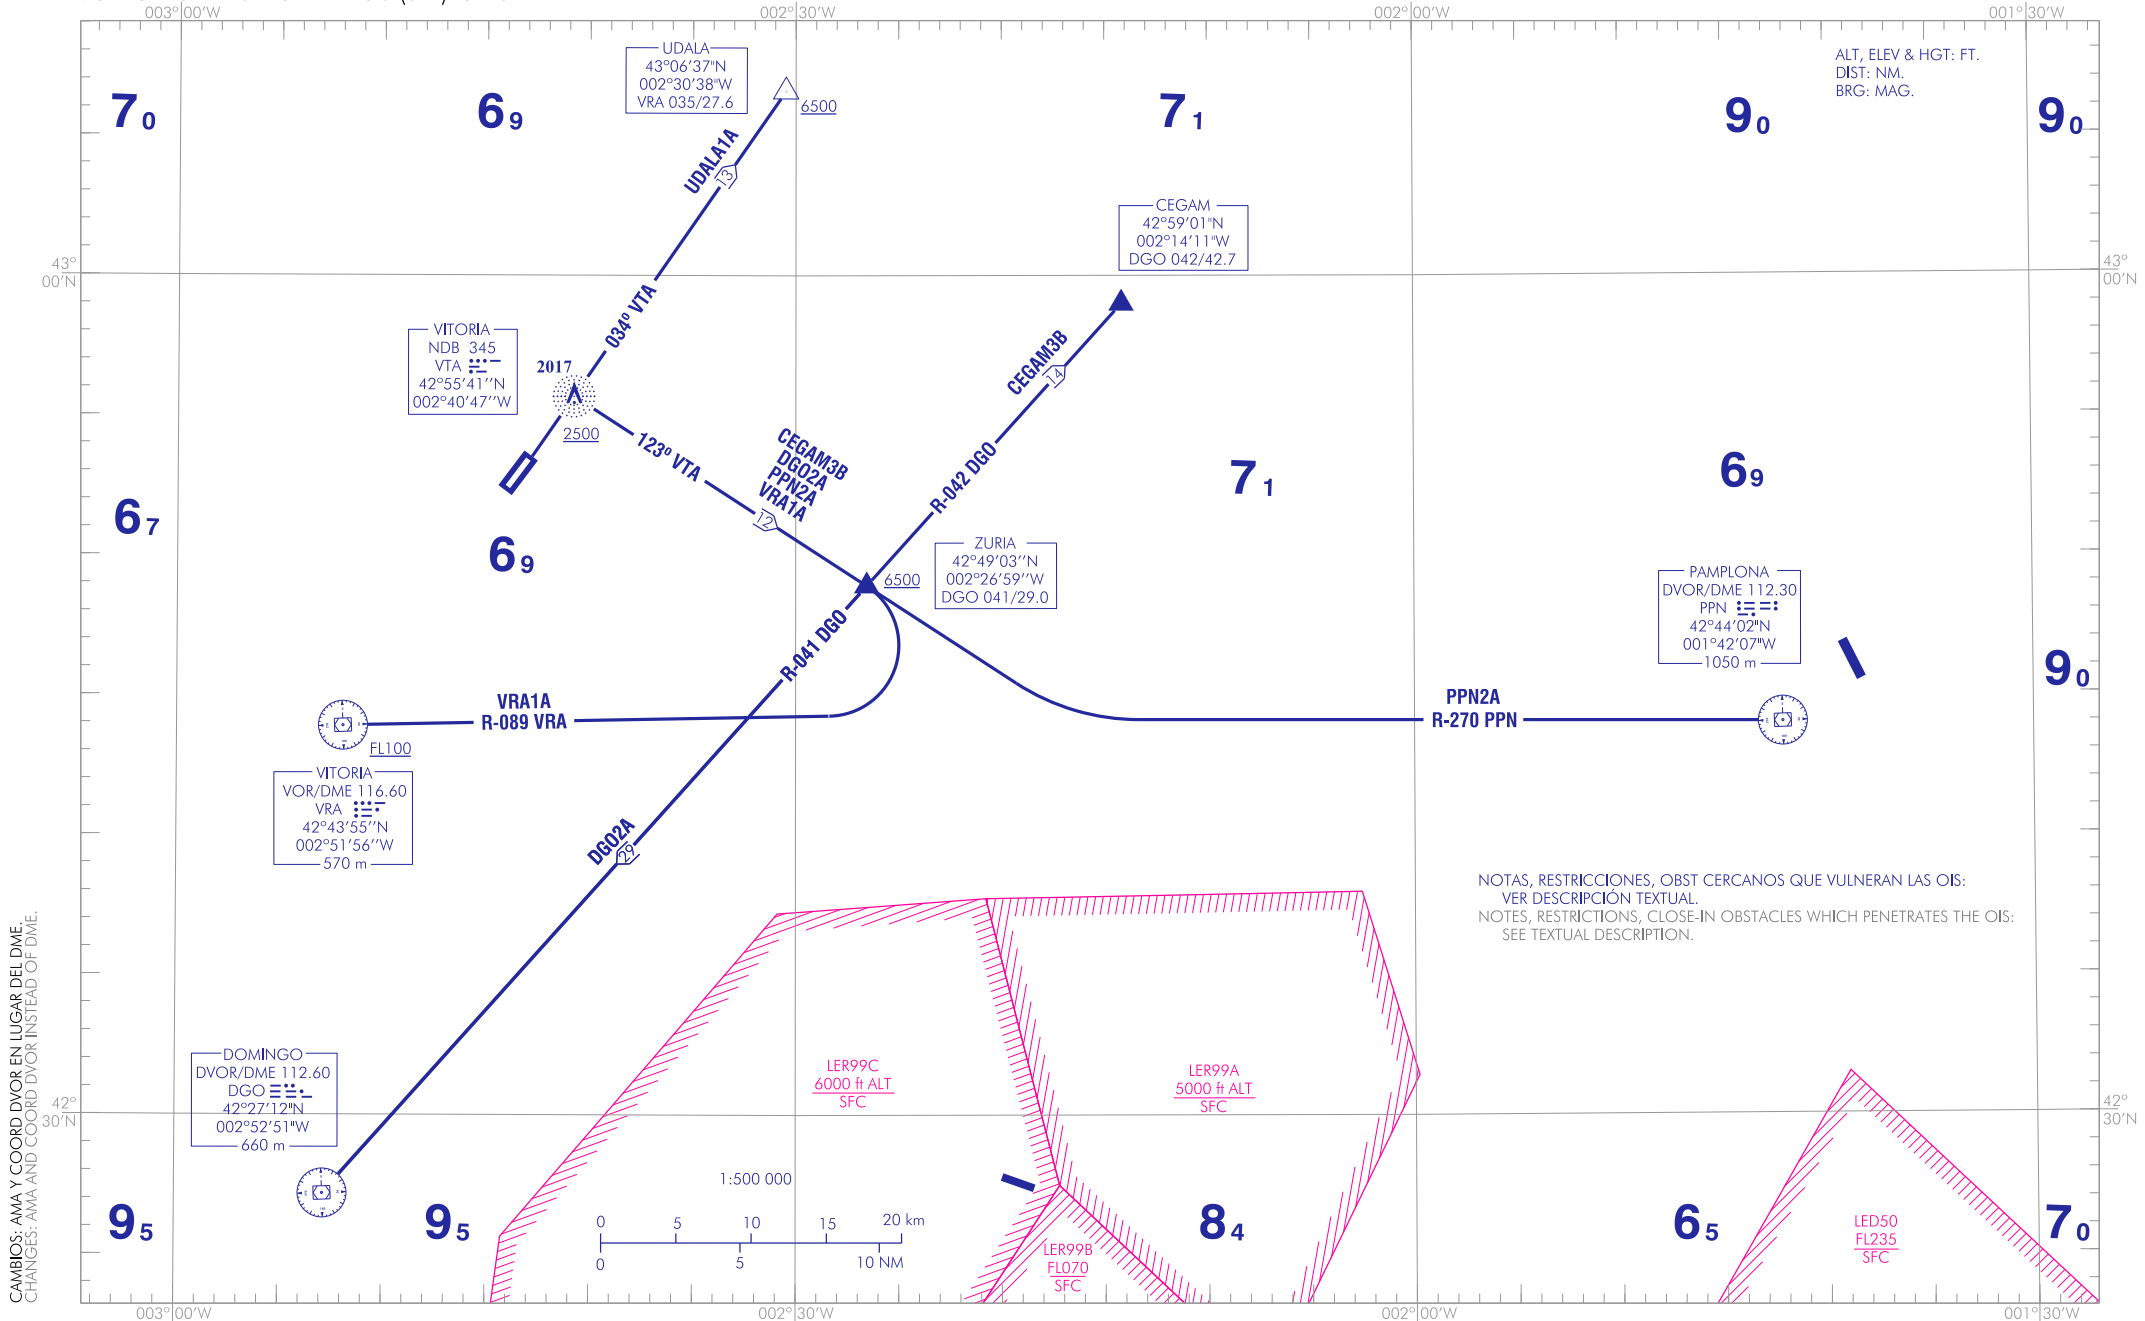 003°00'W
002°30'W
002°00'W
001°30'W
UDALA
43°06'37"N
002°30'38"W
VRA 035/27.6
6500
ALT, ELEV & HGT: FT.
DIST: NM.
BRG: MAG.
7 0
6 9
7 1
9 0
9 0
UDALA1A
13
CEGAM
42°59'01"N
002°14'11"W
DGO 042/42.7
43°
00'N
43°
00'N
034º VTA
VITORIA
NDB 345
VTA
42°55'41''N
002°40'47''W
2017
2500
CEGAM3B
14
123º VTA
CEGAM3B
DGO2A
PPN2A
VRA1A
12
R-042 DGO
7 1
6 9
6 7
6 9
ZURIA
42°49'03''N
002°26'59''W
DGO 041/29.0
6500
PAMPLONA
DVOR/DME 112.30
PPN
42°44'02"N
001°42'07"W
1050 m
R-041 DGO
9 0
VRA1A
R-089 VRA
PPN2A
R-270 PPN
FL100
VITORIA
VOR/DME 116.60
VRA
42°43'55''N
002°51'56''W
570 m
DGO2A
29
NOTAS, RESTRICCIONES, OBST CERCANOS QUE VULNERAN LAS OIS:
VER DESCRIPCIÓN TEXTUAL.
NOTES, RESTRICTIONS, CLOSE-IN OBSTACLES WHICH PENETRATES THE OIS:
SEE TEXTUAL DESCRIPTION.
CAMBIOS: AMA Y COORD DVOR EN LUGAR DEL DME.
CHANGES: AMA AND COORD DVOR INSTEAD OF DME.
DOMINGO
DVOR/DME 112.60
DGO
42°27'12"N
002°52'51"W
660 m
LER99C
6000 ft ALT
SFC
LER99A
5000 ft ALT
SFC
42°
30'N
42°
30'N
1:500 000
0 5 10 15 20 km
0 5 10 NM
9 5
9 5
8 4
6 5
7 0
LER99B
FL070
SFC
LED50
FL235
SFC
003°00'W
002°30'W
002°00'W
001°30'W